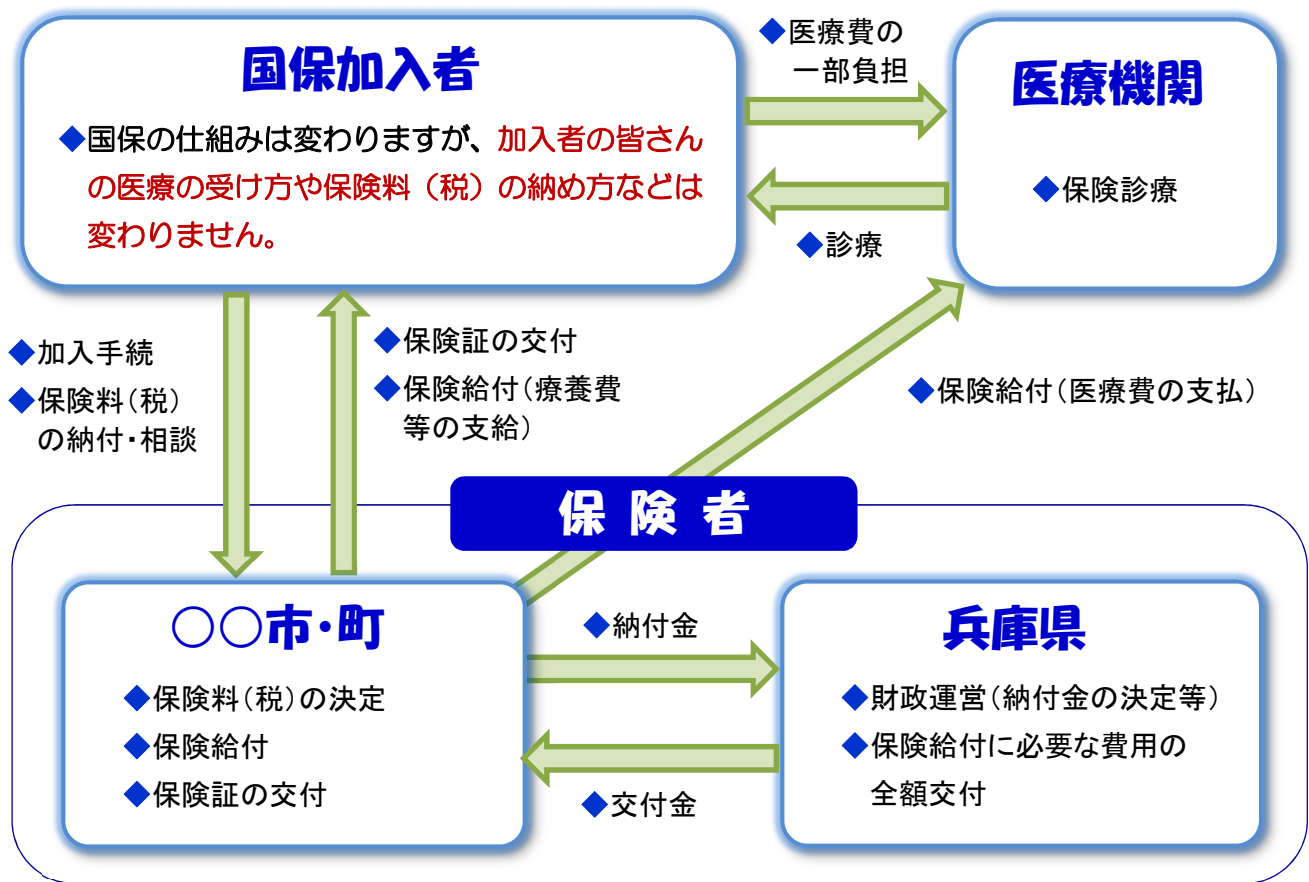 国保加入者
◆国保の仕組みは変わりますが、加入者の皆さん
の医療の受け方や保険料（税）の納め方などは
変わりません。
◆医療費の
一部負担
医療機関
◆保険診療
◆診療
◆加入手続
◆保険料（税）
の納付・相談
◆保険証の交付
◆保険給付（療養費
等の支給）
◆保険給付（医療費の支払）
保険者
○○市・町
◆保険料（税）の決定
◆保険給付
◆保険証の交付
◆納付金
◆交付金
兵庫県
◆財政運営（納付金の決定等）
◆保険給付に必要な費用の
全額交付